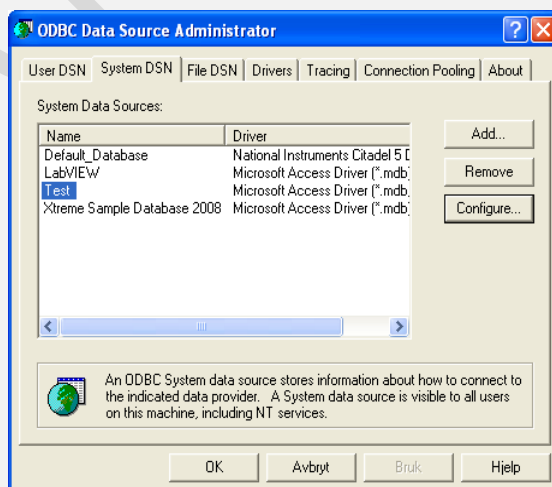 ODBC Data Source Administrator
User DSN System DSN File DSN Drivers Tracing Connection Pooling About
System Data Sources:
Name Driver
Default_Database National Instruments Citadel 5 D
LabVIEW Microsoft Access Driver (*.mdb)
Test Microsoft Access Driver (*.mdb,
Xtreme Sample Database 2008 Microsoft Access Driver (*.mdb)
Add...
Remove
Configure...
An ODBC System data source stores information about how to connect to
the indicated data provider. A System data source is visible to all users
on this machine, including NT services.
OK Avbryt Bruk Hjelp